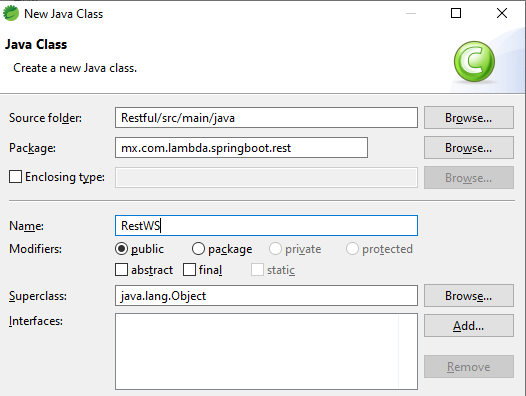 New Java Class
Java Class
Create a new Java class.
C
Source folder: Restful/src/main/java Browse...
Package: mx.com.lambda.springboot.rest Browse...
Enclosing type: Browse...
Name: RestWS
Modifiers: public package private protected
abstract final static
Superclass: java.lang.Object Browse...
Interfaces: Add...
Remove